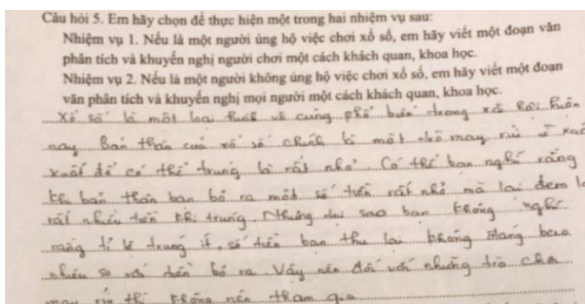 Câu hỏi 5. Em hãy chọn để thực hiện một trong hai nhiệm vụ sau:
Nhiệm vụ 1. Nếu là một người ủng hộ việc chơi xổ số, em hãy viết một đoạn văn
phân tích và khuyến nghị người chơi một cách khách quan, khoa học.
Nhiệm vụ 2. Nếu là một người không ủng hộ việc chơi xổ số, em hãy viết một đoạn
văn phân tích và khuyến nghị mọi người một cách khách quan, khoa học.
Xổ số là một loại hình vô cùng phổ biến trong xã hội hiện
nay. Bản thân của xổ số chính là một may rủi vì xác
xuất để có thể trúng là rất nhỏ. Có thể bạn nghĩ rằng
khi bản thân bạn bỏ ra một số tiền rất nhỏ mà lại đem lại
rất nhiều tiền khi trúng. Nhưng tại sao bạn không nghĩ
rằng tỉ lệ trúng ít, số tiền bạn thu lại không đáng bao
nhiêu so với tiền bỏ ra. Vậy nên đối với những trò chơi
may rủi thì không nên tham gia